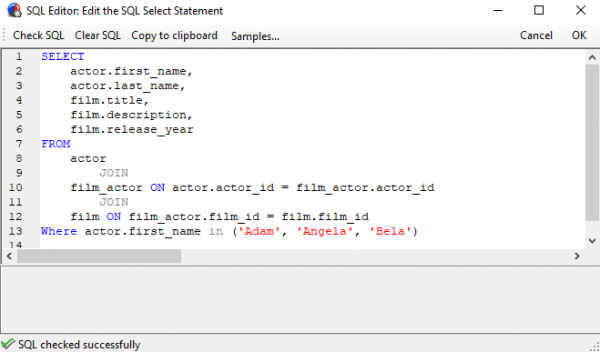 SQL Editor: Edit the SQL Select Statement
Check SQL Clear SQL Copy to clipboard Samples... Cancel OK
1 SELECT
2 actor.first_name,
3 actor.last_name,
4 film.title,
5 film.description,
6 film.release_year
7 FROM
8 actor
9 JOIN
10 film_actor ON actor.actor_id = film_actor.actor_id
11 JOIN
12 film ON film_actor.film_id = film.film_id
13 Where actor.first_name in ('Adam', 'Angela', 'Bela')
14
SQL checked successfully